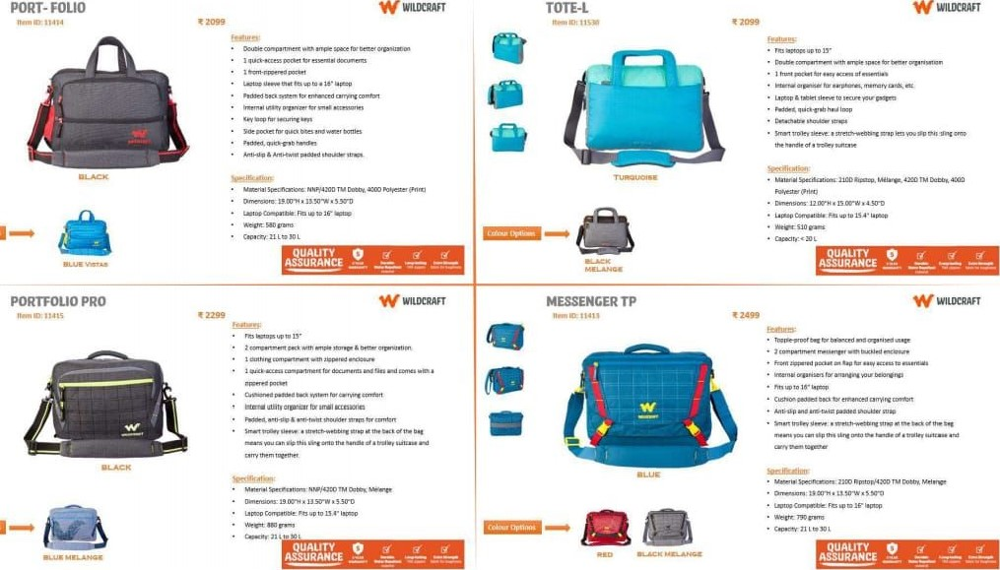 PORT- FOLIO
WILDCRAFT
Item ID: 11414
₹ 2099
Features:
• Double compartment with ample space for better organization
• 1 quick-access pocket for essential documents
• 1 front-zippered pocket
• Laptop sleeve that fits up to a 16" laptop
• Padded back system for enhanced carrying comfort
• Internal utility organizer for small accessories
• Key loop for securing keys
• Side pocket for quick bites and water bottles
• Padded, quick-grab handles
• Anti-slip & Anti-twist padded shoulder straps.
BLACK
Specification:
• Material Specifications: NNP/420D TM Dobby, 400D Polyester (Print)
• Dimensions: 19.00"H x 13.50"W x 5.50"D
• Laptop Compatible: Fits up to 16" laptop
• Weight: 580 grams
• Capacity: 21 L to 30 L
BLUE VISTAS
QUALITY
ASSURANCE
TOTE-L
WILDCRAFT
Item ID: 11530
₹ 2099
Features:
• Fits laptops up to 15"
• Double compartment with ample space for better organisation
• 1 front pocket for easy access of essentials
• Internal organiser for earphones, memory cards, etc.
• Laptop & tablet sleeve to secure your gadgets
• Padded, quick-grab haul loop
• Detachable shoulder straps
• Smart trolley sleeve: a stretch-webbing strap lets you slip this sling onto
the handle of a trolley suitcase
TURQUOISE
Specification:
• Material Specifications: 210D Ripstop, Mélange, 420D TM Dobby, 400D
Polyester (Print)
• Dimensions: 12.00"H x 15.00"W x 4.50"D
• Laptop Compatible: Fits up to 15.4" laptop
• Weight: 510 grams
• Capacity: < 20 L
Colour Options
BLACK
MELANGE
QUALITY
ASSURANCE
PORTFOLIO PRO
WILDCRAFT
Item ID: 11415
₹ 2299
Features:
• Fits laptops up to 15"
• 2 compartment pack with ample storage & better organization.
• 1 clothing compartment with zippered enclosure
• 1 quick-access compartment for documents and files and comes with a
zippered pocket
• Cushioned padded back system for carrying comfort
• Internal utility organizer for small accessories
• Padded, anti-slip & anti-twist shoulder straps for comfort
• Smart trolley sleeve: a stretch-webbing strap at the back of the bag
means you can slip this sling onto the handle of a trolley suitcase and
carry them together.
WILDCRAFT
BLACK
Specification:
• Material Specifications: NNP/420D TM Dobby, Mélange
• Dimensions: 19.00"H x 13.50"W x 5.50"D
• Laptop Compatible: Fits up to 15.4" laptop
• Weight: 880 grams
• Capacity: 21 L to 30 L
BLUE MELANGE
QUALITY
ASSURANCE
MESSENGER TP
WILDCRAFT
Item ID: 11413
₹ 2499
Features:
• Topple-proof bag for balanced and organised usage
• 2 compartment messenger with buckled enclosure
• Front zippered pocket on flap for easy access to essentials
• Internal organisers for arranging your belongings
• Fits up to 16" laptop
• Cushion padded back for enhanced carrying comfort
• Anti-slip and anti-twist padded shoulder strap
• Smart trolley sleeve: a stretch-webbing strap at the back of the bag
means you can slip this sling onto the handle of a trolley suitcase and
carry them together
WILDCRAFT
BLUE
Specification:
• Material Specifications: 210D Ripstop/420D TM Dobby, Melange
• Dimensions: 19.00"H x 13.50"W x 5.50"D
• Laptop Compatible: Fits up to 16" laptop
• Weight: 790 grams
• Capacity: 21 L to 30 L
Colour Options
RED
BLACK MELANGE
QUALITY
ASSURANCE